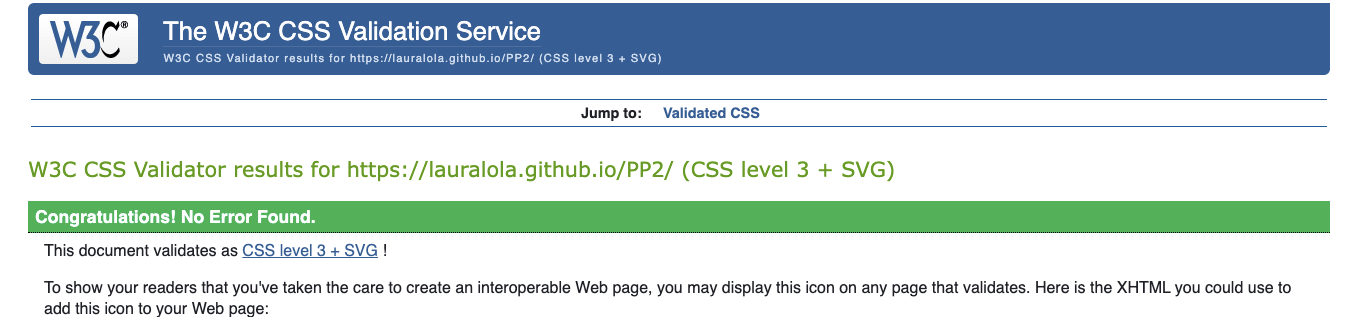 W3C®
The W3C CSS Validation Service
W3C CSS Validator results for https://lauralola.github.io/PP2/ (CSS level 3 + SVG)
Jump to: Validated CSS
W3C CSS Validator results for https://lauralola.github.io/PP2/ (CSS level 3 + SVG)
Congratulations! No Error Found.
This document validates as CSS level 3 + SVG !
To show your readers that you've taken the care to create an interoperable Web page, you may display this icon on any page that validates. Here is the XHTML you could use to
add this icon to your Web page: